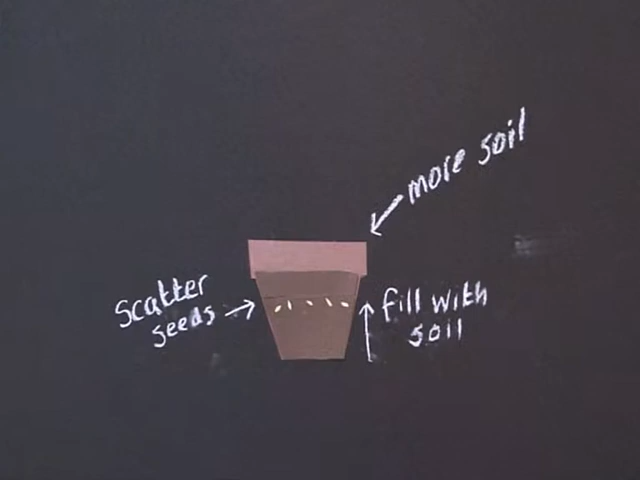 more soil
scatter
seeds
fill with
soil